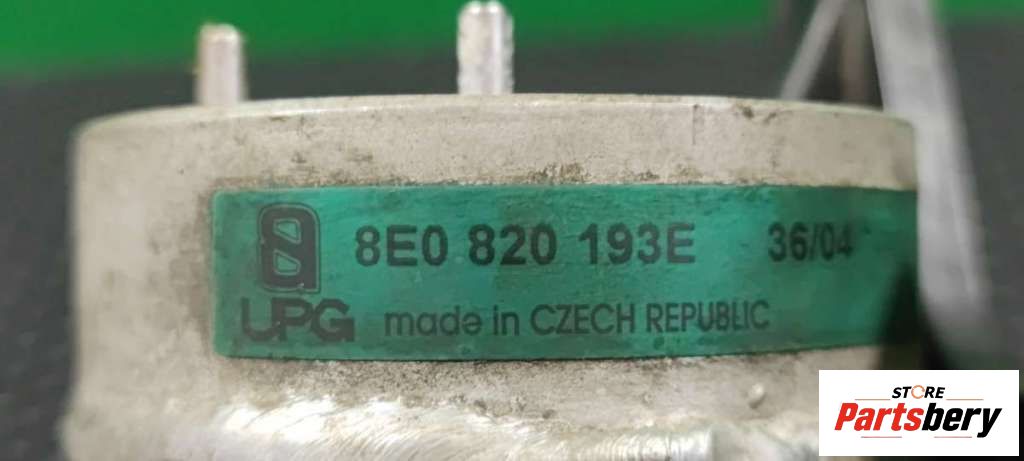 8E0 820 193E 36/04
UPG made in CZECH REPUBLIC
STORE
Partsbery